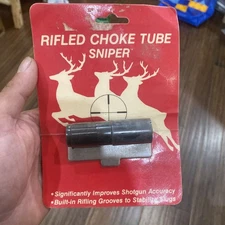 RIFLED CHOKE TUBE
SNIPER
•Significantly Improves Shotgun Accuracy
•Built-in Rifling Grooves to Stabilize Slugs